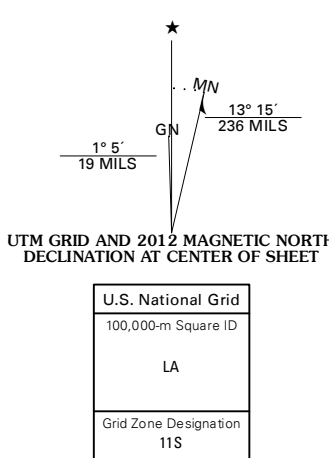 ★
MN
GN
13° 15´
236 MILS
1° 5´
19 MILS
UTM GRID AND 2012 MAGNETIC NORTH
DECLINATION AT CENTER OF SHEET
U.S. National Grid
100,000-m Square ID
LA
Grid Zone Designation
11S